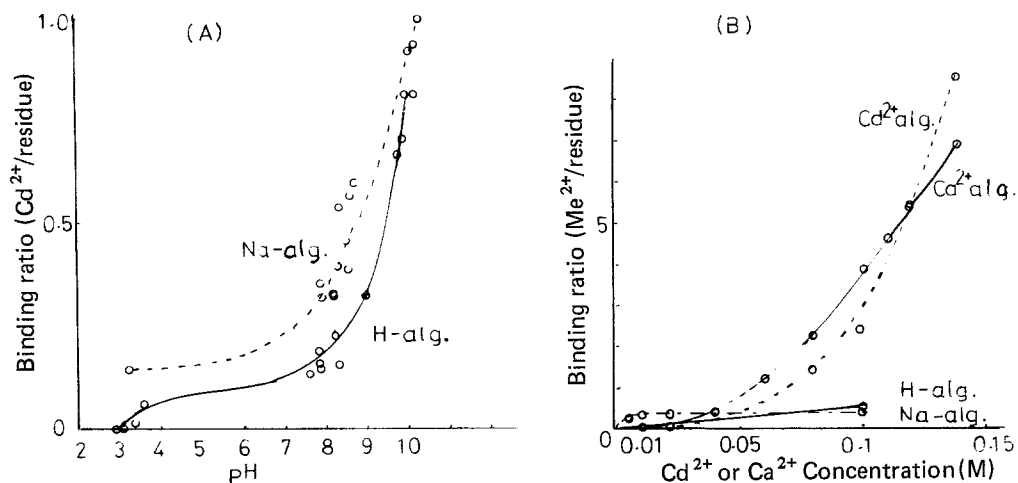 (A)
1.0
0.5
0
Binding ratio (Cd²⁺/residue)
Na-alg.
H-alg.
2 3 4 5 6 7 8 9 10
pH
(B)
5
0
Binding ratio (Me²⁺/residue)
Cd²⁺alg.
Ca²⁺alg.
H-alg.
Na-alg.
0 0.01 0.05 0.1 0.15
Cd²⁺ or Ca²⁺ Concentration (M)